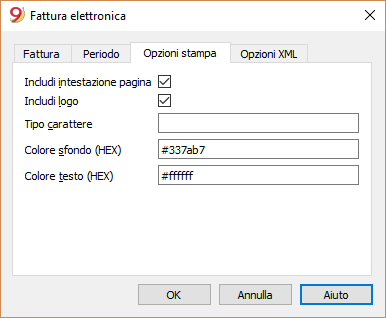 Fattura elettronica
Fattura Periodo Opzioni stampa Opzioni XML
Includi intestazione pagina
Includi logo
Tipo carattere
Colore sfondo (HEX) #337ab7
Colore testo (HEX) #ffffff
OK Annulla Aiuto